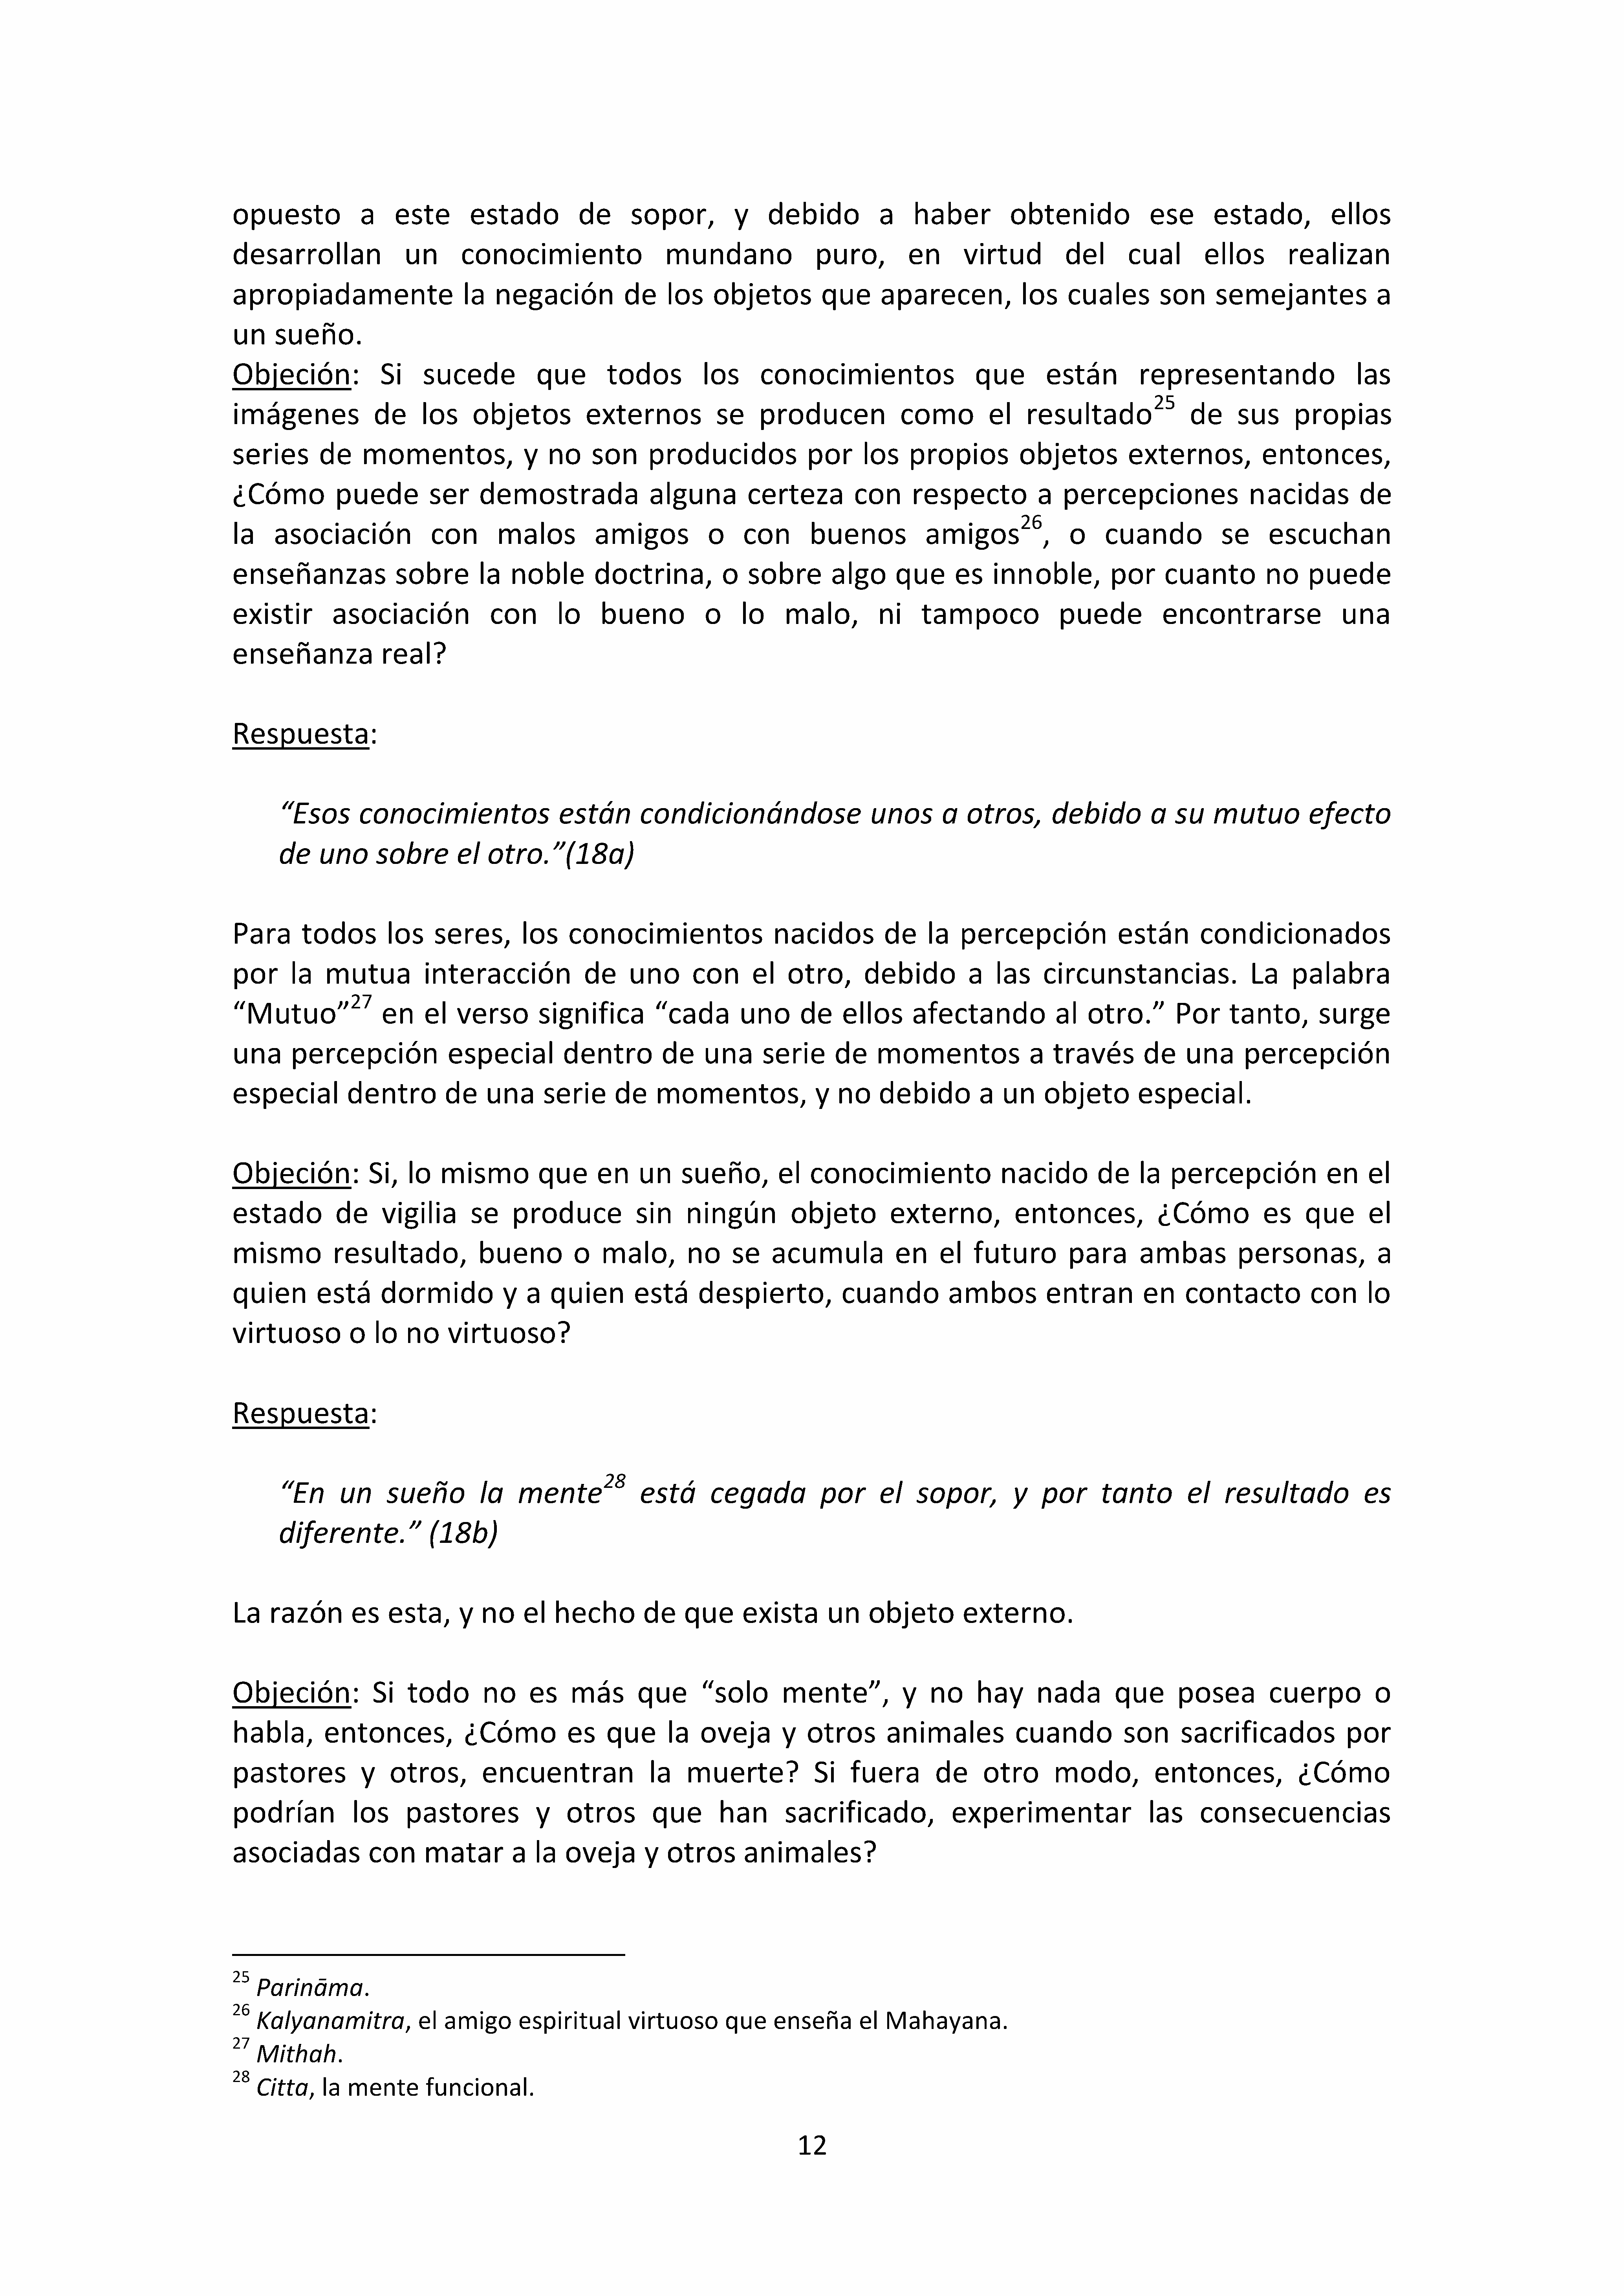 opuesto a este estado de sopor, y debido a haber obtenido ese estado, ellos
desarrollan un conocimiento mundano puro, en virtud del cual ellos realizan
apropiadamente la negación de los objetos que aparecen, los cuales son semejantes a
un sueño.
Objeción: Si sucede que todos los conocimientos que están representando las
imágenes de los objetos externos se producen como el resultado25 de sus propias
series de momentos, y no son producidos por los propios objetos externos, entonces,
¿Cómo puede ser demostrada alguna certeza con respecto a percepciones nacidas de
la asociación con malos amigos o con buenos amigos26, o cuando se escuchan
enseñanzas sobre la noble doctrina, o sobre algo que es innoble, por cuanto no puede
existir asociación con lo bueno o lo malo, ni tampoco puede encontrarse una
enseñanza real?
Respuesta:
“Esos conocimientos están condicionándose unos a otros, debido a su mutuo efecto
de uno sobre el otro.”(18a)
Para todos los seres, los conocimientos nacidos de la percepción están condicionados
por la mutua interacción de uno con el otro, debido a las circunstancias. La palabra
“Mutuo”27 en el verso significa “cada uno de ellos afectando al otro.” Por tanto, surge
una percepción especial dentro de una serie de momentos a través de una percepción
especial dentro de una serie de momentos, y no debido a un objeto especial.
Objeción: Si, lo mismo que en un sueño, el conocimiento nacido de la percepción en el
estado de vigilia se produce sin ningún objeto externo, entonces, ¿Cómo es que el
mismo resultado, bueno o malo, no se acumula en el futuro para ambas personas, a
quien está dormido y a quien está despierto, cuando ambos entran en contacto con lo
virtuoso o lo no virtuoso?
Respuesta:
“En un sueño la mente28 está cegada por el sopor, y por tanto el resultado es
diferente.” (18b)
La razón es esta, y no el hecho de que exista un objeto externo.
Objeción: Si todo no es más que “solo mente”, y no hay nada que posea cuerpo o
habla, entonces, ¿Cómo es que la oveja y otros animales cuando son sacrificados por
pastores y otros, encuentran la muerte? Si fuera de otro modo, entonces, ¿Cómo
podrían los pastores y otros que han sacrificado, experimentar las consecuencias
asociadas con matar a la oveja y otros animales?
25 Parināma.
26 Kalyanamitra, el amigo espiritual virtuoso que enseña el Mahayana.
27 Mithah.
28 Citta, la mente funcional.
12